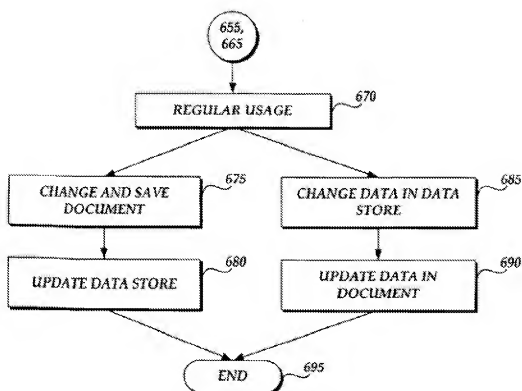 655,
665
REGULAR USAGE
670
CHANGE AND SAVE
DOCUMENT
675
CHANGE DATA IN DATA
STORE
685
UPDATE DATA STORE
680
UPDATE DATA IN
DOCUMENT
690
END
695